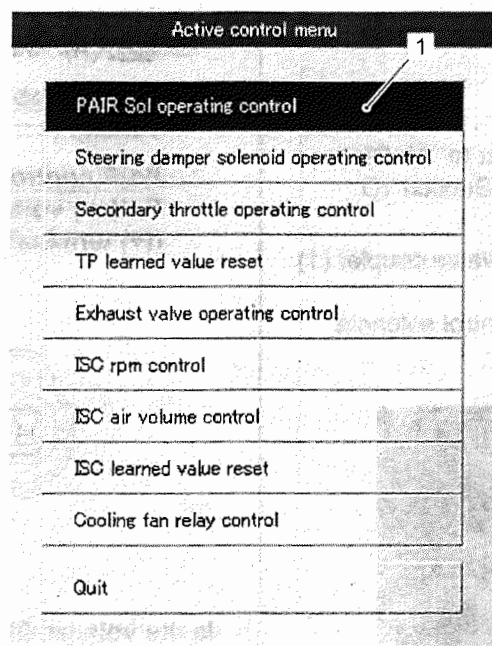 Active control menu
1
PAIR Sol operating control
Steering damper solenoid operating control
Secondary throttle operating control
TP learned value reset
Exhaust valve operating control
ISC rpm control
ISC air volume control
ISC learned value reset
Cooling fan relay control
Quit